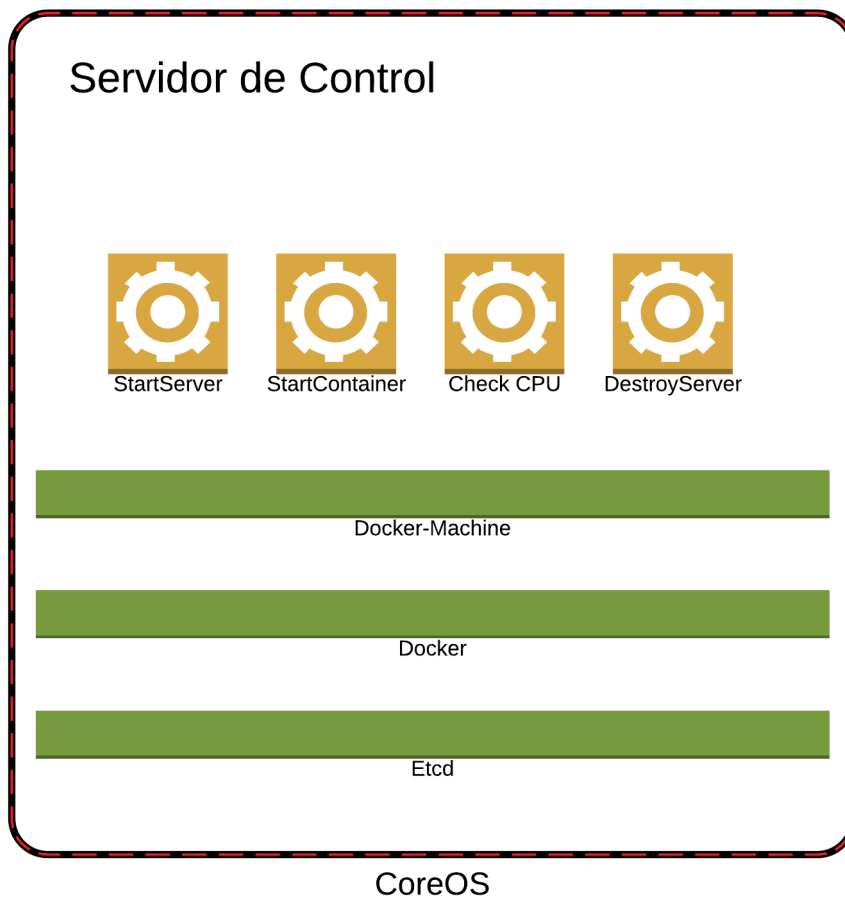 Servidor de Control
StartServer
StartContainer
Check CPU
DestroyServer
Docker-Machine
Docker
Etcd
CoreOS